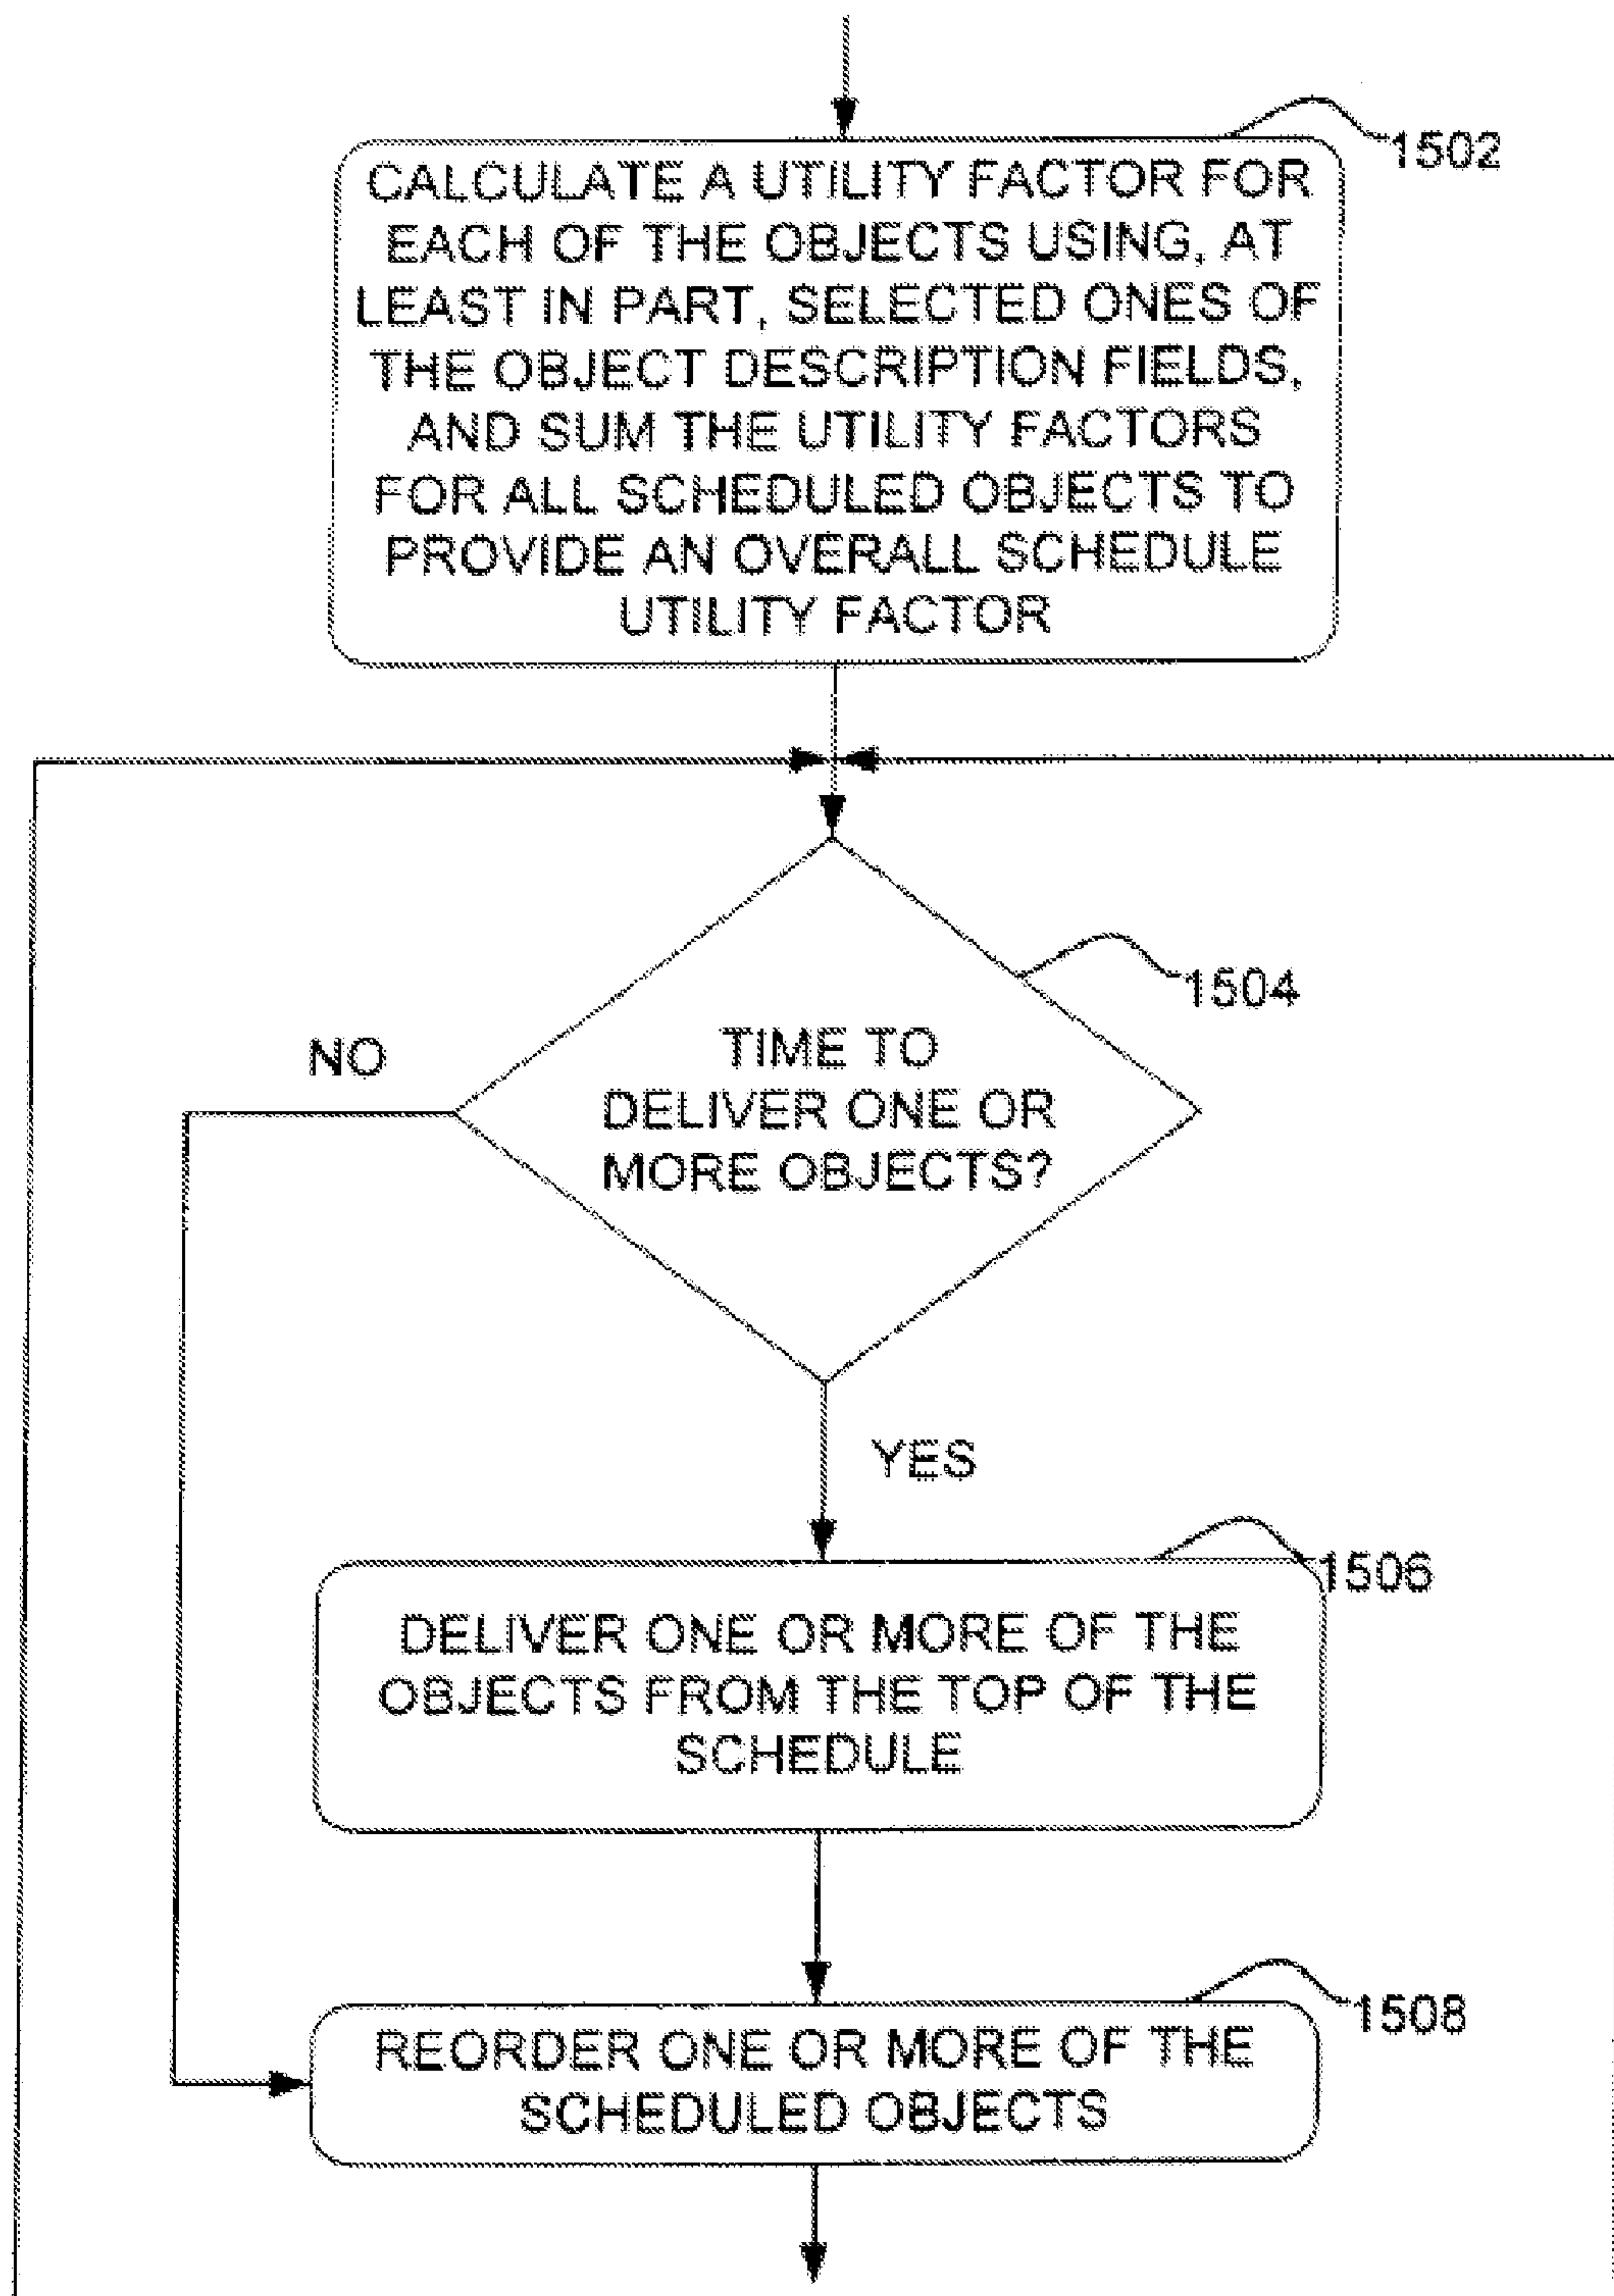 1502
CALCULATE A UTILITY FACTOR FOR
EACH OF THE OBJECTS USING, AT
LEAST IN PART, SELECTED ONES OF
THE OBJECT DESCRIPTION FIELDS,
AND SUM THE UTILITY FACTORS
FOR ALL SCHEDULED OBJECTS TO
PROVIDE AN OVERALL SCHEDULE
UTILITY FACTOR
1504
NO
TIME TO
DELIVER ONE OR
MORE OBJECTS?
YES
1506
DELIVER ONE OR MORE OF THE
OBJECTS FROM THE TOP OF THE
SCHEDULE
1508
REORDER ONE OR MORE OF THE
SCHEDULED OBJECTS